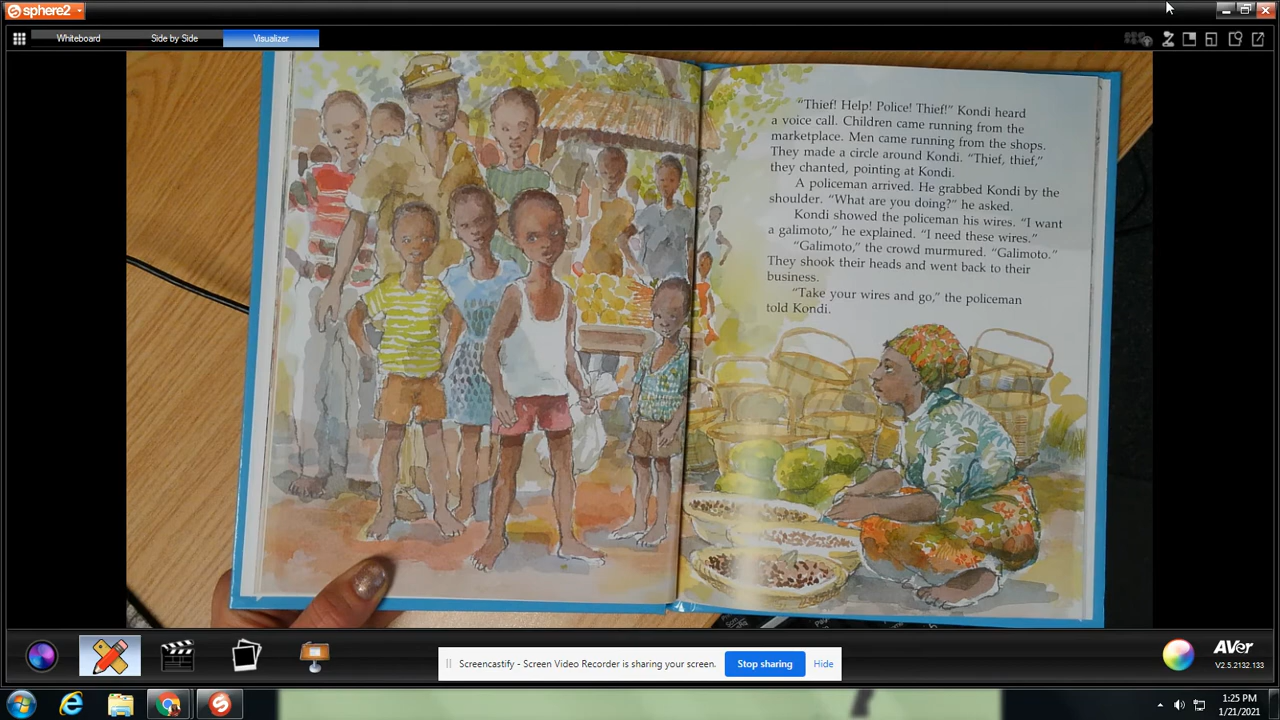 sphere2
Whiteboard
Side by Side
Visualizer
"Thief! Help! Police! Thief!" Kondi heard
a voice call. Children came running from the
marketplace. Men came running from the shops.
They made a circle around Kondi. "Thief, thief,"
they chanted, pointing at Kondi.
A policeman arrived. He grabbed Kondi by the
shoulder. "What are you doing?" he asked.
Kondi showed the policeman his wires. "I want
a galimoto," he explained. "I need these wires."
"Galimoto," the crowd murmured. "Galimoto."
They shook their heads and went back to their
business.
"Take your wires and go," the policeman
told Kondi.
Screencastify - Screen Video Recorder is sharing your screen.
Stop sharing
Hide
AVer
V2.5.2132.133
1:25 PM
1/21/2021